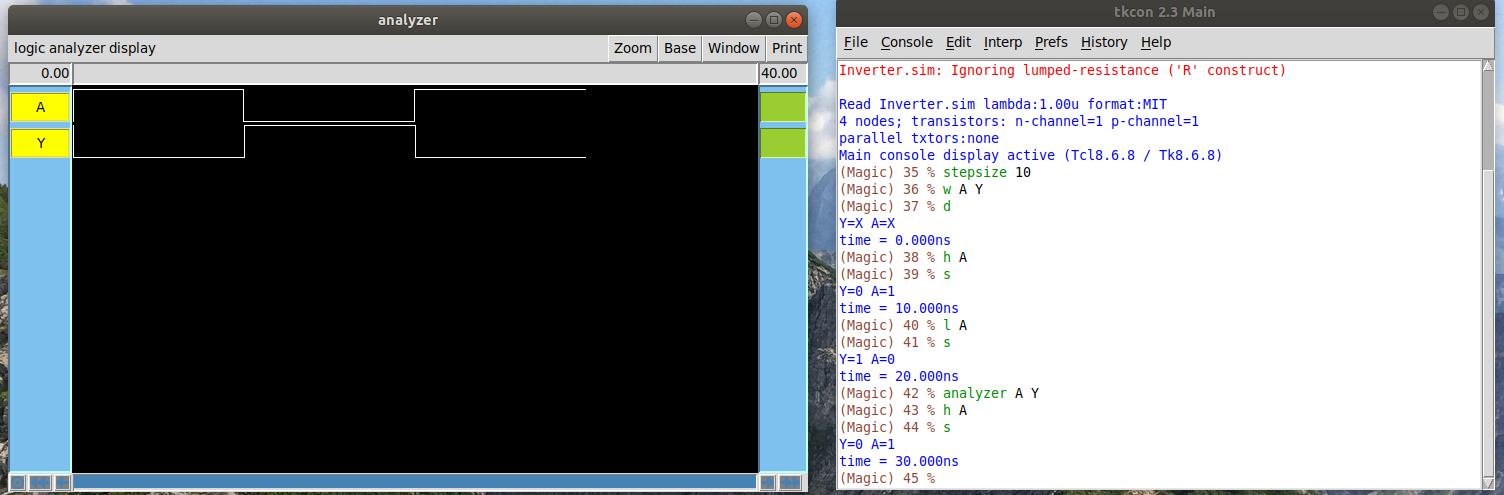 analyzer
logic analyzer display
Zoom Base Window Print
0.00
40.00
A
Y
tkcon 2.3 Main
File Console Edit Interp Prefs History Help
Inverter.sim: Ignoring lumped-resistance ('R' construct)
Read Inverter.sim lambda:1.00u format:MIT
4 nodes; transistors: n-channel=1 p-channel=1
parallel txtors:none
Main console display active (Tcl8.6.8 / Tk8.6.8)
(Magic) 35 % stepsize 10
(Magic) 36 % w A Y
(Magic) 37 % d
Y=X A=X
time = 0.000ns
(Magic) 38 % h A
(Magic) 39 % s
Y=0 A=1
time = 10.000ns
(Magic) 40 % l A
(Magic) 41 % s
Y=1 A=0
time = 20.000ns
(Magic) 42 % analyzer A Y
(Magic) 43 % h A
(Magic) 44 % s
Y=0 A=1
time = 30.000ns
(Magic) 45 %